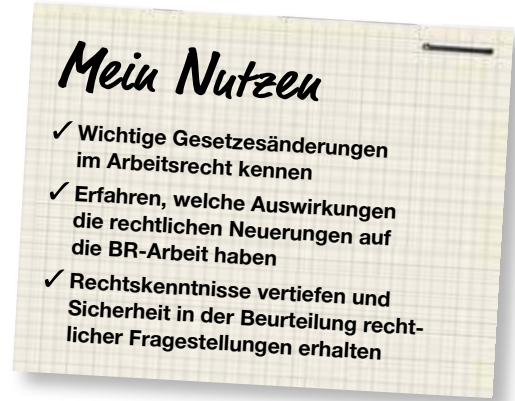 Mein Nutzen
✓ Wichtige Gesetzesänderungen
im Arbeitsrecht kennen
✓ Erfahren, welche Auswirkungen
die rechtlichen Neuerungen auf
die BR-Arbeit haben
✓ Rechtskenntnisse vertiefen und
Sicherheit in der Beurteilung recht-
licher Fragestellungen erhalten